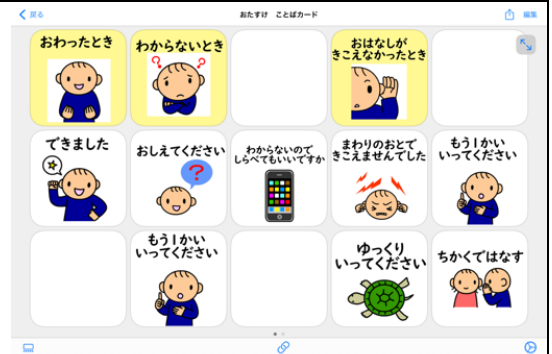 戻る
おたすけ ことばカード
編集
おわったとき
わからないとき
おはなしが
きこえなかったとき
できました
おしえてください
わからないので
しらべてもいいですか
まわりのおとで
きこえませんでした
もう1かい
いってください
もう1かい
いってください
ゆっくり
いってください
ちかくではなす